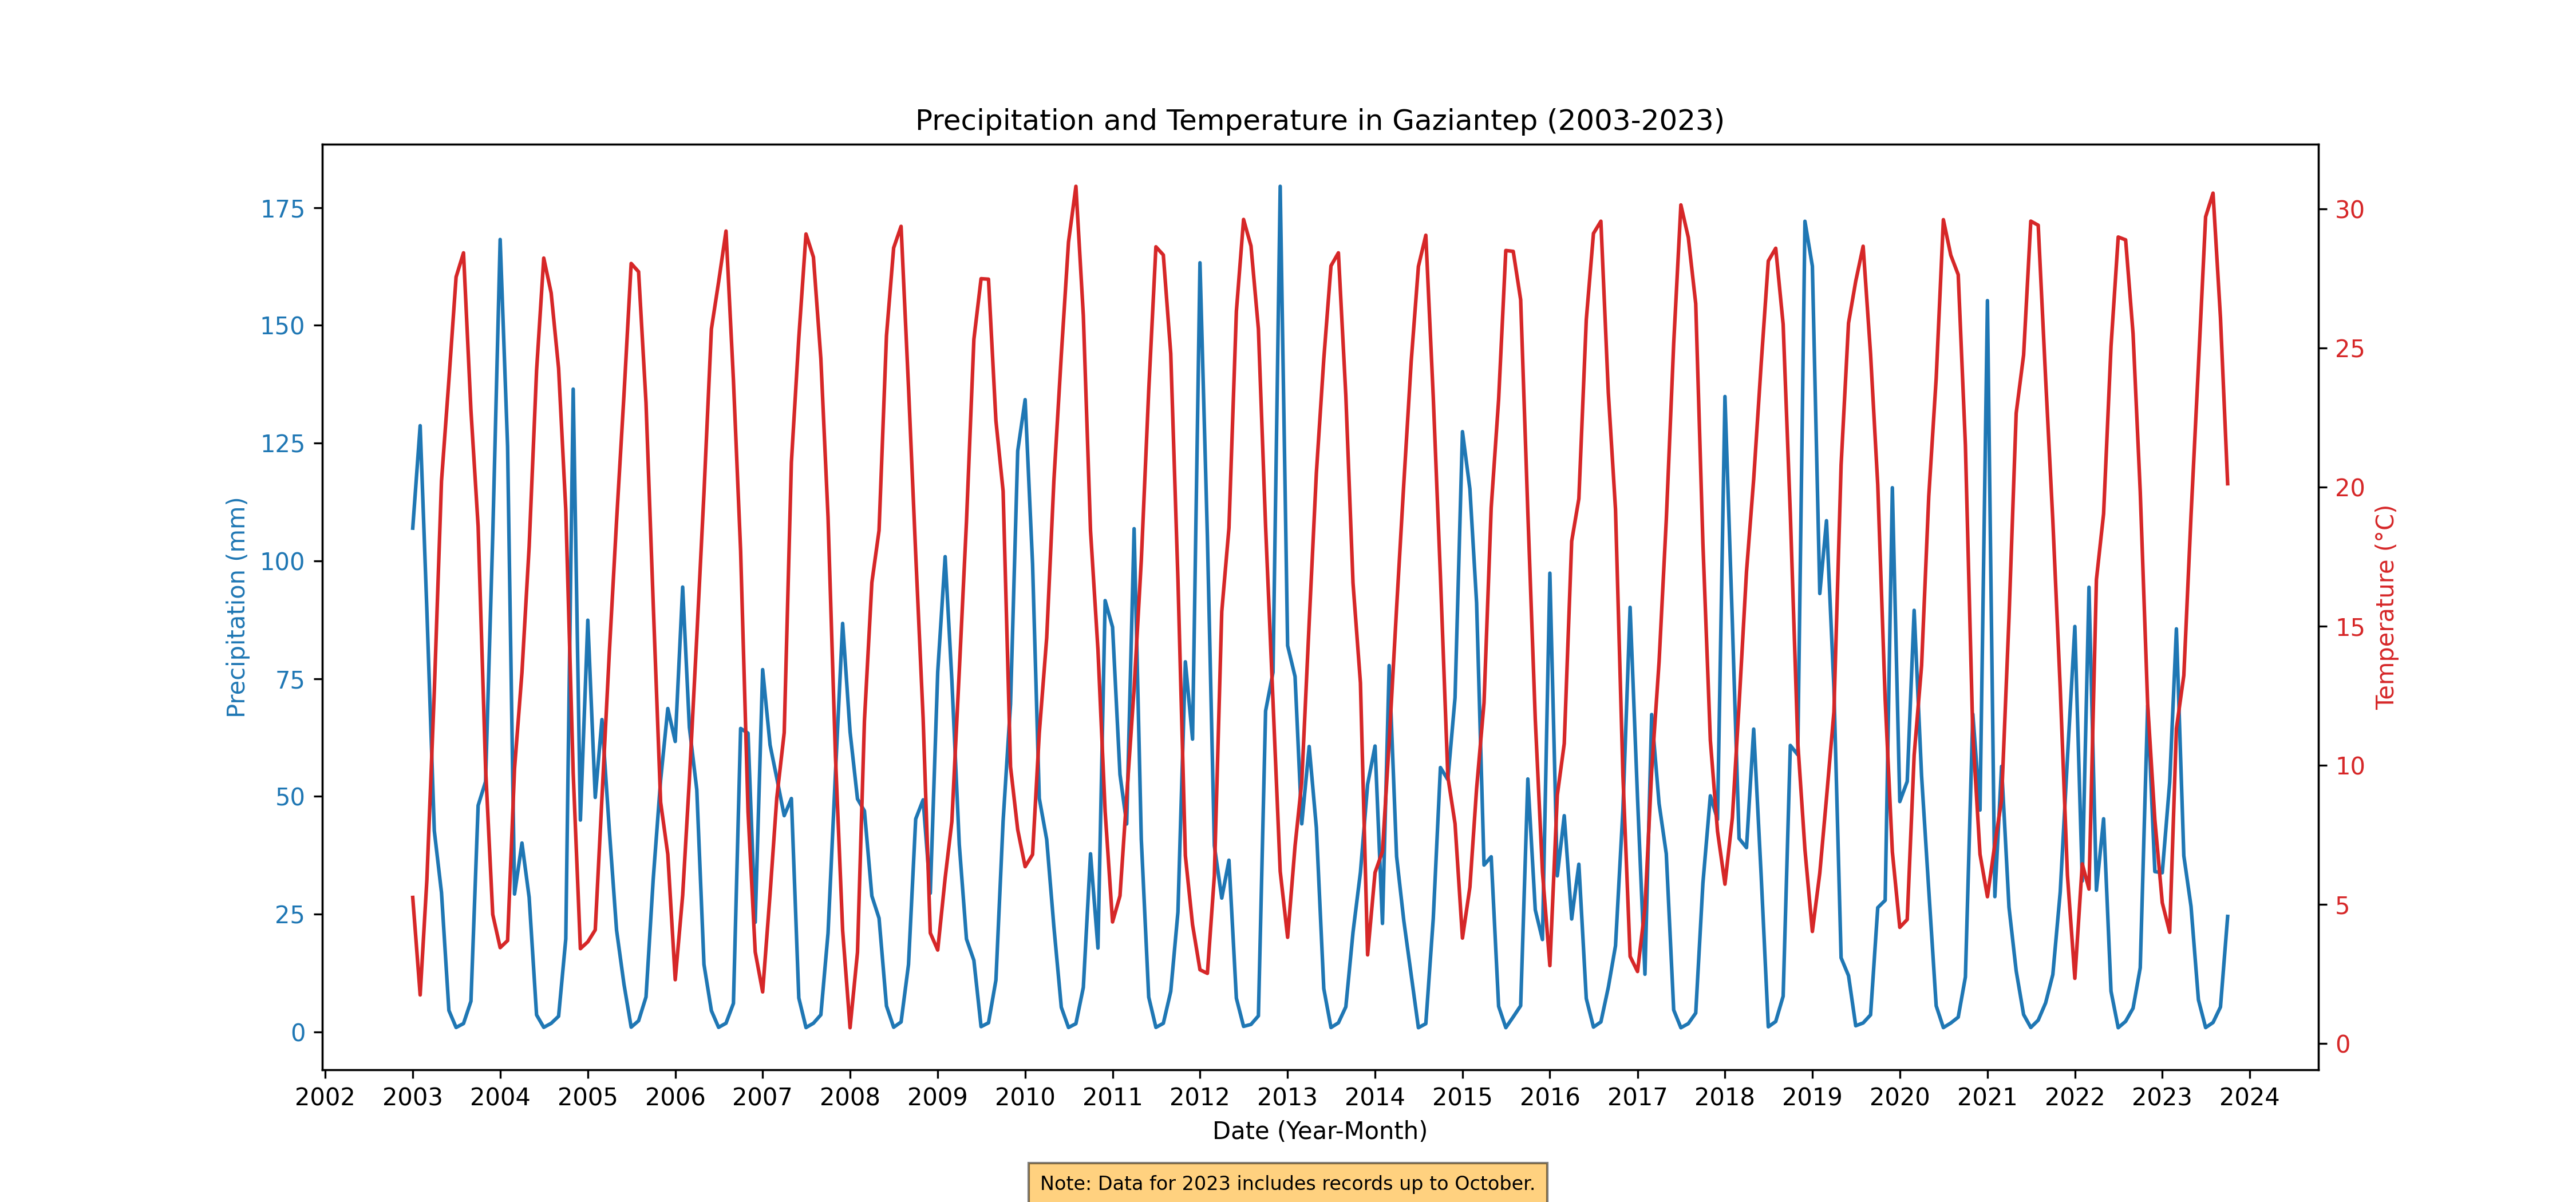 Precipitation and Temperature in Gaziantep (2003-2023)
175
150
125
100
75
50
25
0
Precipitation (mm)
30
25
20
15
10
5
0
Temperature (°C)
2002 2003 2004 2005 2006 2007 2008 2009 2010 2011 2012 2013 2014 2015 2016 2017 2018 2019 2020 2021 2022 2023 2024
Date (Year-Month)
Note: Data for 2023 includes records up to October.